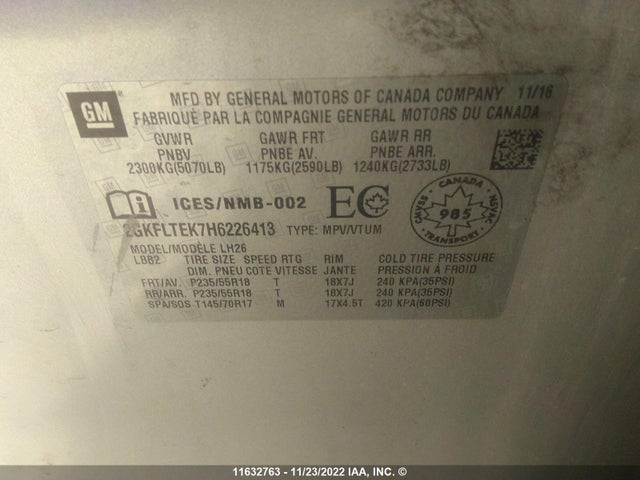 GM
MFD BY GENERAL MOTORS OF CANADA COMPANY 11/16
FABRIQUÉ PAR LA COMPAGNIE GENERAL MOTORS DU CANADA
GVWR GAWR FRT GAWR RR
PNBV PNBE AV. PNBE ARR.
2300KG(5070LB) 1175KG(2590LB) 1240KG(2733LB)
ICES/NMB-002 EC
CANADA
985
TRANSPORT
SVMAC NSVAC
2GKFLTEK7H6226413 TYPE: MPV/VTUM
MODEL/MODÈLE LH26
LBB2 TIRE SIZE SPEED RTG RIM COLD TIRE PRESSURE
DIM. PNEU COTE VITESSE JANTE PRESSION À FROID
FRT/AV. P235/55R18 T 18X7J 240 KPA(35PSI)
RR/ARR. P235/55R18 T 18X7J 240 KPA(35PSI)
SPA/SOS T145/70R17 M 17X4.5T 420 KPA(60PSI)
11632763 - 11/23/2022 IAA, INC. ©